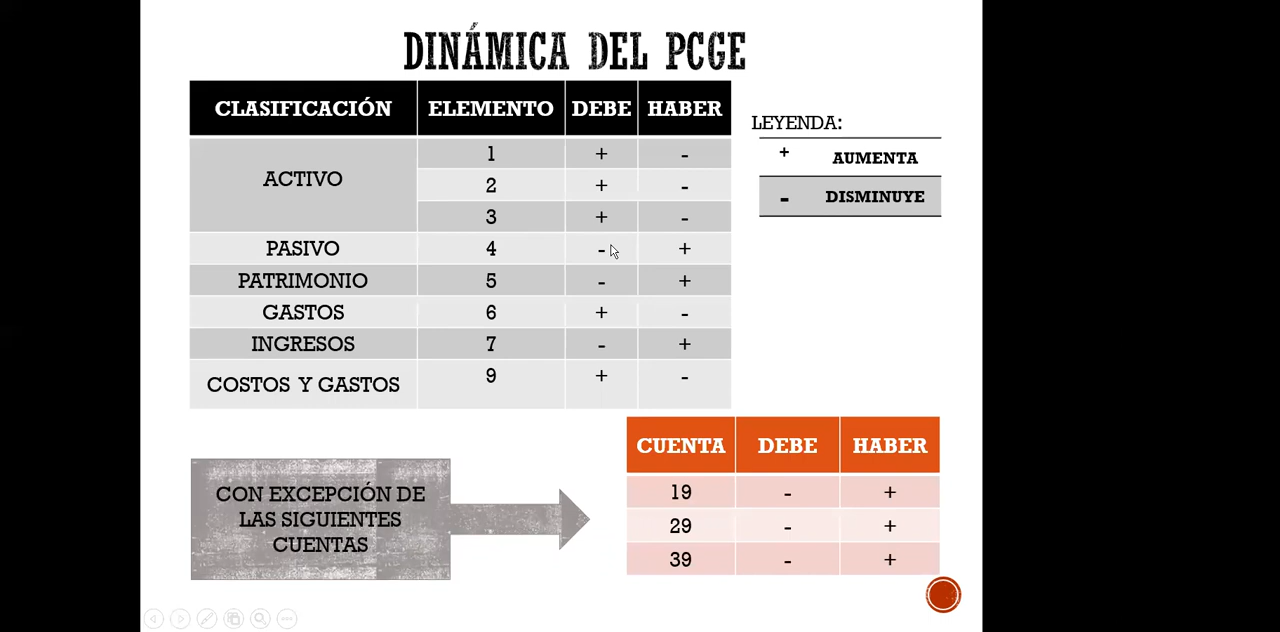 DINÁMICA DEL PCGE
CLASIFICACIÓN ELEMENTO DEBE HABER
ACTIVO
1 + -
2 + -
3 + -
PASIVO 4 - +
PATRIMONIO 5 - +
GASTOS 6 + -
INGRESOS 7 - +
COSTOS Y GASTOS 9 + -
LEYENDA:
+ AUMENTA
- DISMINUYE
CON EXCEPCIÓN DE
LAS SIGUIENTES
CUENTAS
CUENTA DEBE HABER
19 - +
29 - +
39 - +